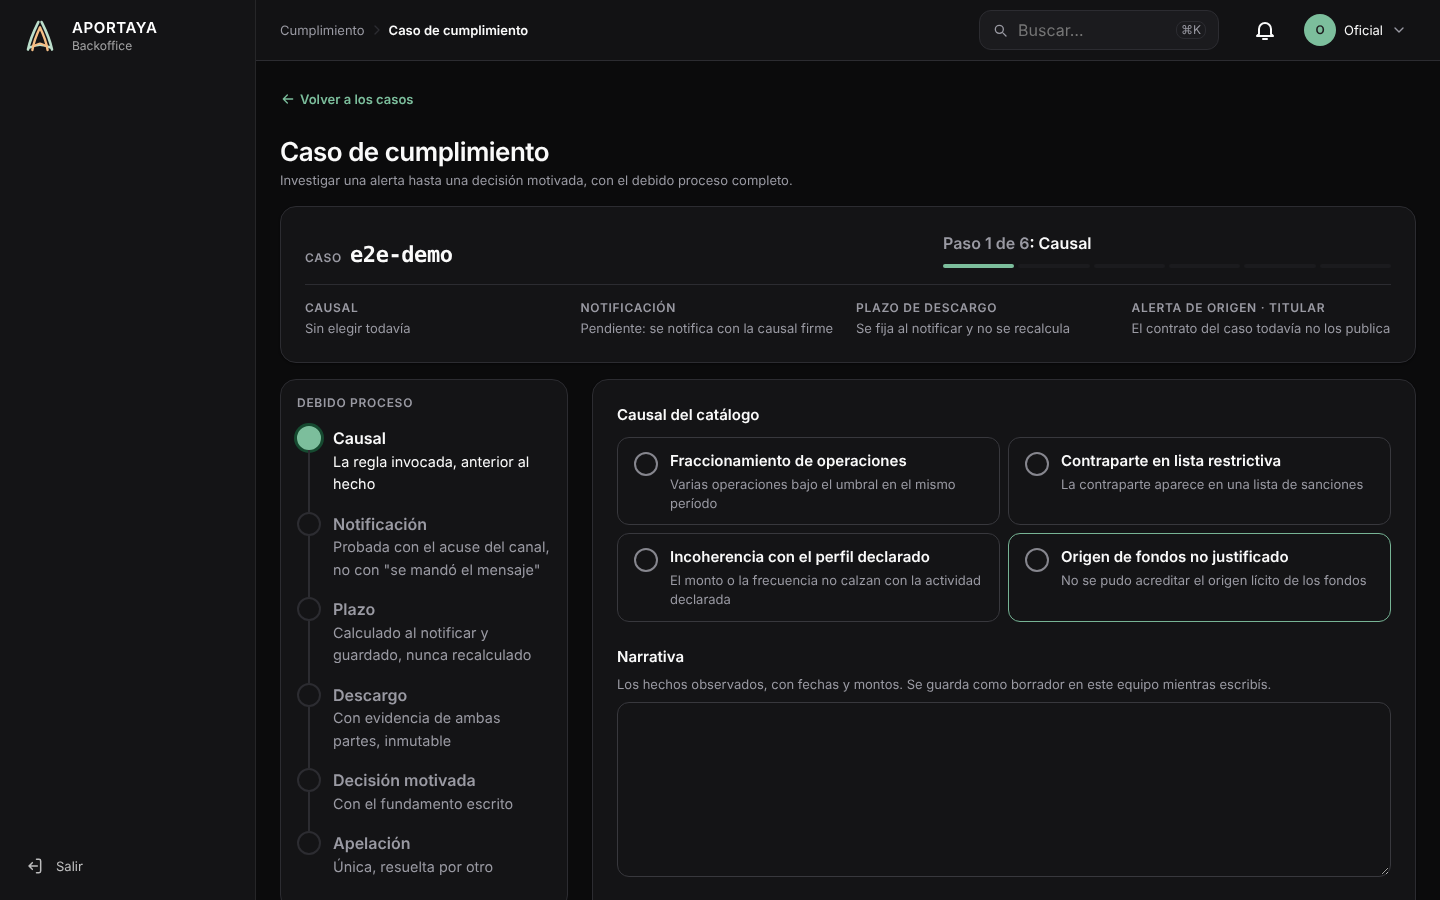 APORTAYA
Backoffice
Cumplimiento
Caso de cumplimiento
Buscar...
⌘K
O
Oficial
Volver a los casos
Caso de cumplimiento
Investigar una alerta hasta una decisión motivada, con el debido proceso completo.
CASO e2e-demo
Paso 1 de 6: Causal
CAUSAL
Sin elegir todavía
NOTIFICACIÓN
Pendiente: se notifica con la causal firme
PLAZO DE DESCARGO
Se fija al notificar y no se recalcula
ALERTA DE ORIGEN · TITULAR
El contrato del caso todavía no los publica
DEBIDO PROCESO
Causal
La regla invocada, anterior al
hecho
Notificación
Probada con el acuse del canal,
no con "se mandó el mensaje"
Plazo
Calculado al notificar y
guardado, nunca recalculado
Descargo
Con evidencia de ambas
partes, inmutable
Decisión motivada
Con el fundamento escrito
Apelación
Única, resuelta por otro
Causal del catálogo
Fraccionamiento de operaciones
Varias operaciones bajo el umbral en el mismo
período
Contraparte en lista restrictiva
La contraparte aparece en una lista de sanciones
Incoherencia con el perfil declarado
El monto o la frecuencia no calzan con la actividad
declarada
Origen de fondos no justificado
No se pudo acreditar el origen lícito de los fondos
Narrativa
Los hechos observados, con fechas y montos. Se guarda como borrador en este equipo mientras escribís.
Salir